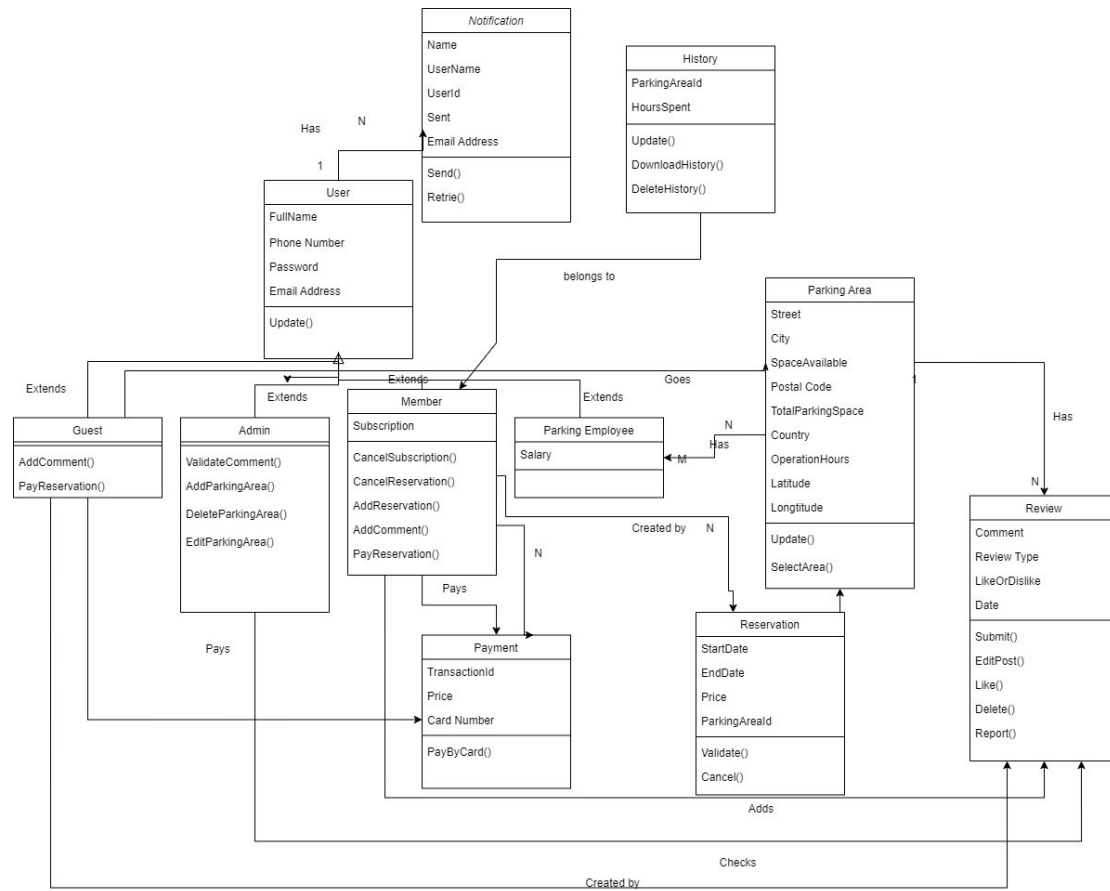 Notification
Name
UserName
UserId
Sent
Email Address
Send()
Retrie()
History
ParkingAreaId
HoursSpent
Update()
DownloadHistory()
DeleteHistory()
Has
N
1
User
FullName
Phone Number
Password
Email Address
Update()
belongs to
Parking Area
Street
City
SpaceAvailable
Postal Code
TotalParkingSpace
Country
OperationHours
Latitude
Longtitude
Update()
SelectArea()
Extends
Extends
Extends
Extends
Goes
1
Has
N
Guest
AddComment()
PayReservation()
Admin
ValidateComment()
AddParkingArea()
DeleteParkingArea()
EditParkingArea()
Member
Subscription
CancelSubscription()
CancelReservation()
AddReservation()
AddComment()
PayReservation()
Parking Employee
Salary
N
Has
M
Created by
N
N
Pays
Pays
Payment
TransactionId
Price
Card Number
PayByCard()
Reservation
StartDate
EndDate
Price
ParkingAreaId
Validate()
Cancel()
Review
Comment
Review Type
LikeOrDislike
Date
Submit()
EditPost()
Like()
Delete()
Report()
Adds
Checks
Created by